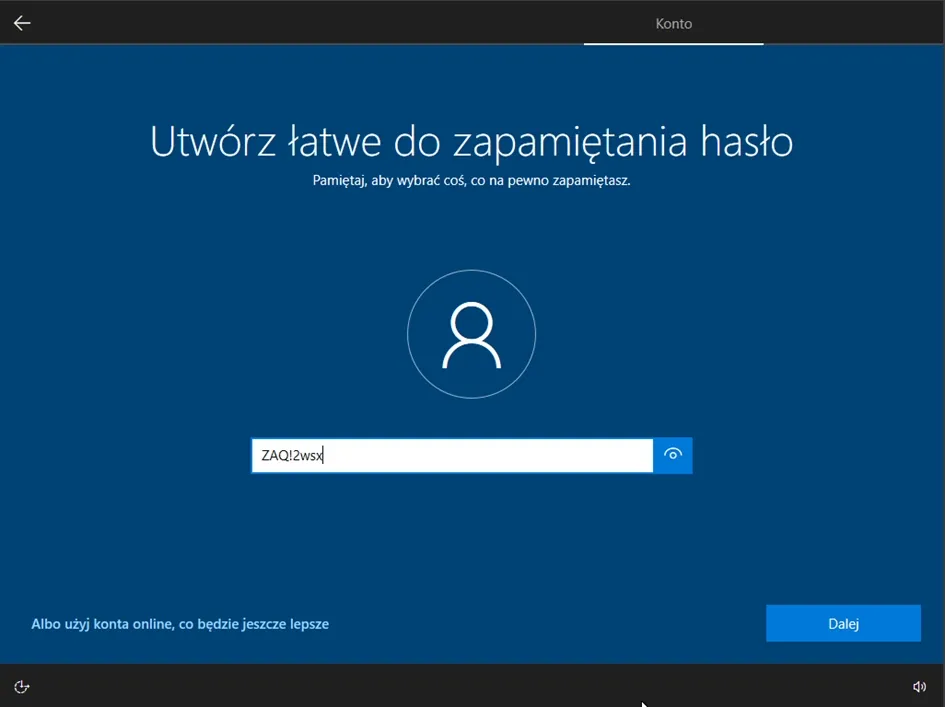 Konto
Utwórz łatwe do zapamiętania hasło
Pamiętaj, aby wybrać coś, co na pewno zapamiętasz.
ZAQ!2wsx
Albo użyj konta online, co będzie jeszcze lepsze
Dalej